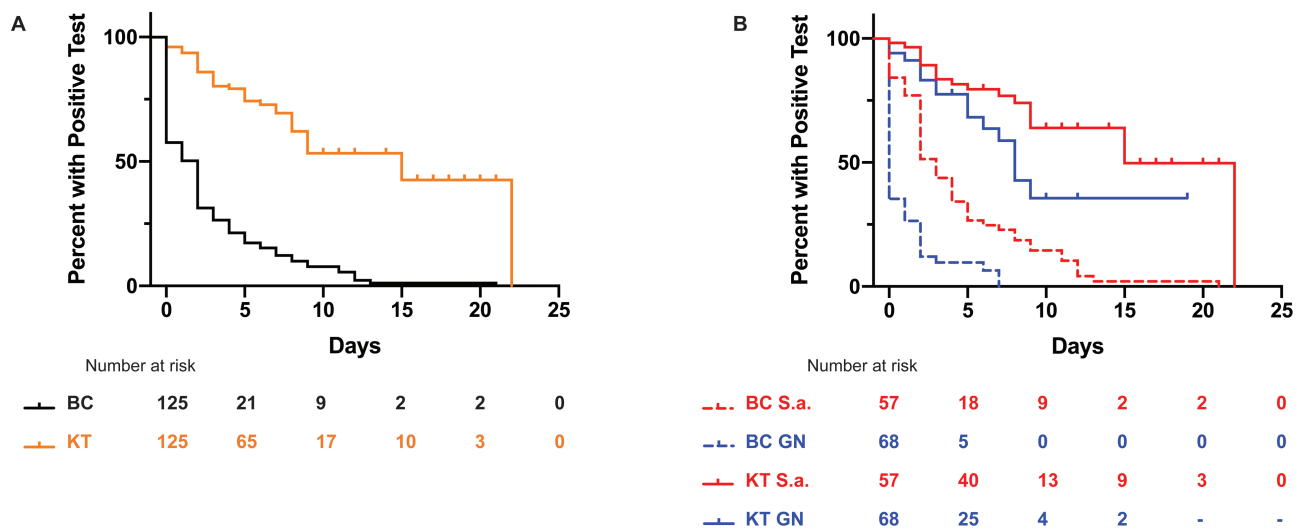 A
Percent with Positive Test
100
50
0
0 5 10 15 20 25
Days
Number at risk
BC 125 21 9 2 2 0
KT 125 65 17 10 3 0
B
Percent with Positive Test
100
50
0
0 5 10 15 20 25
Days
Number at risk
BC S.a. 57 18 9 2 2 0
BC GN 68 5 0 0 0 0
KT S.a. 57 40 13 9 3 0
KT GN 68 25 4 2 - -